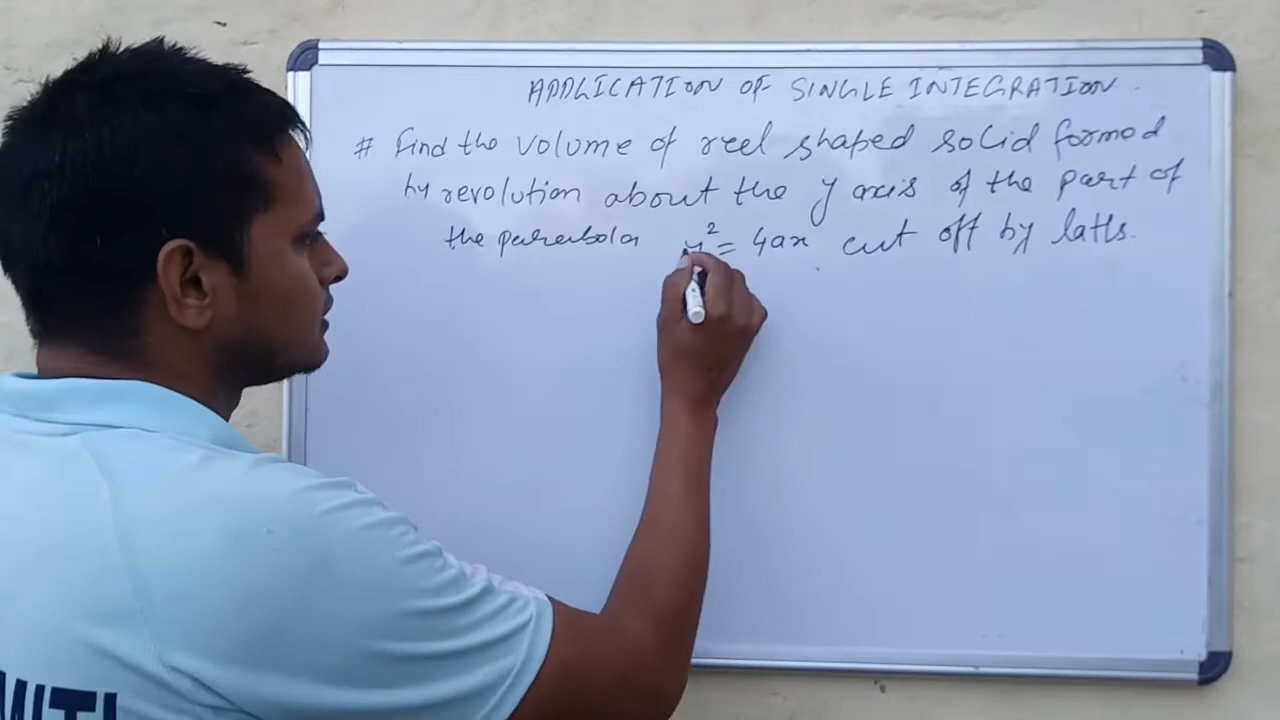 APPLICATION OF SINGLE INTEGRATION.
# Find the volume of reel shaped solid formed
by revolution about the y axis of the part of
the parabola y² = 4ax cut off by latls.